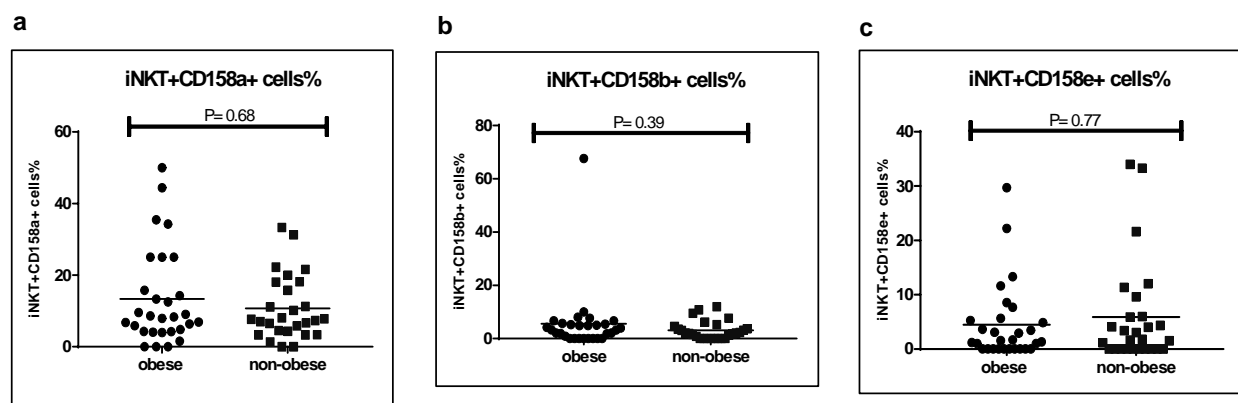 a
iNKT+CD158a+ cells%
P= 0.68
iNKT+CD158a+ cells%
60
40
20
0
obese
non-obese
b
iNKT+CD158b+ cells%
P= 0.39
iNKT+CD158b+ cells%
80
60
40
20
0
obese
non-obese
c
iNKT+CD158e+ cells%
P= 0.77
iNKT+CD158e+ cells%
40
30
20
10
0
obese
non-obese